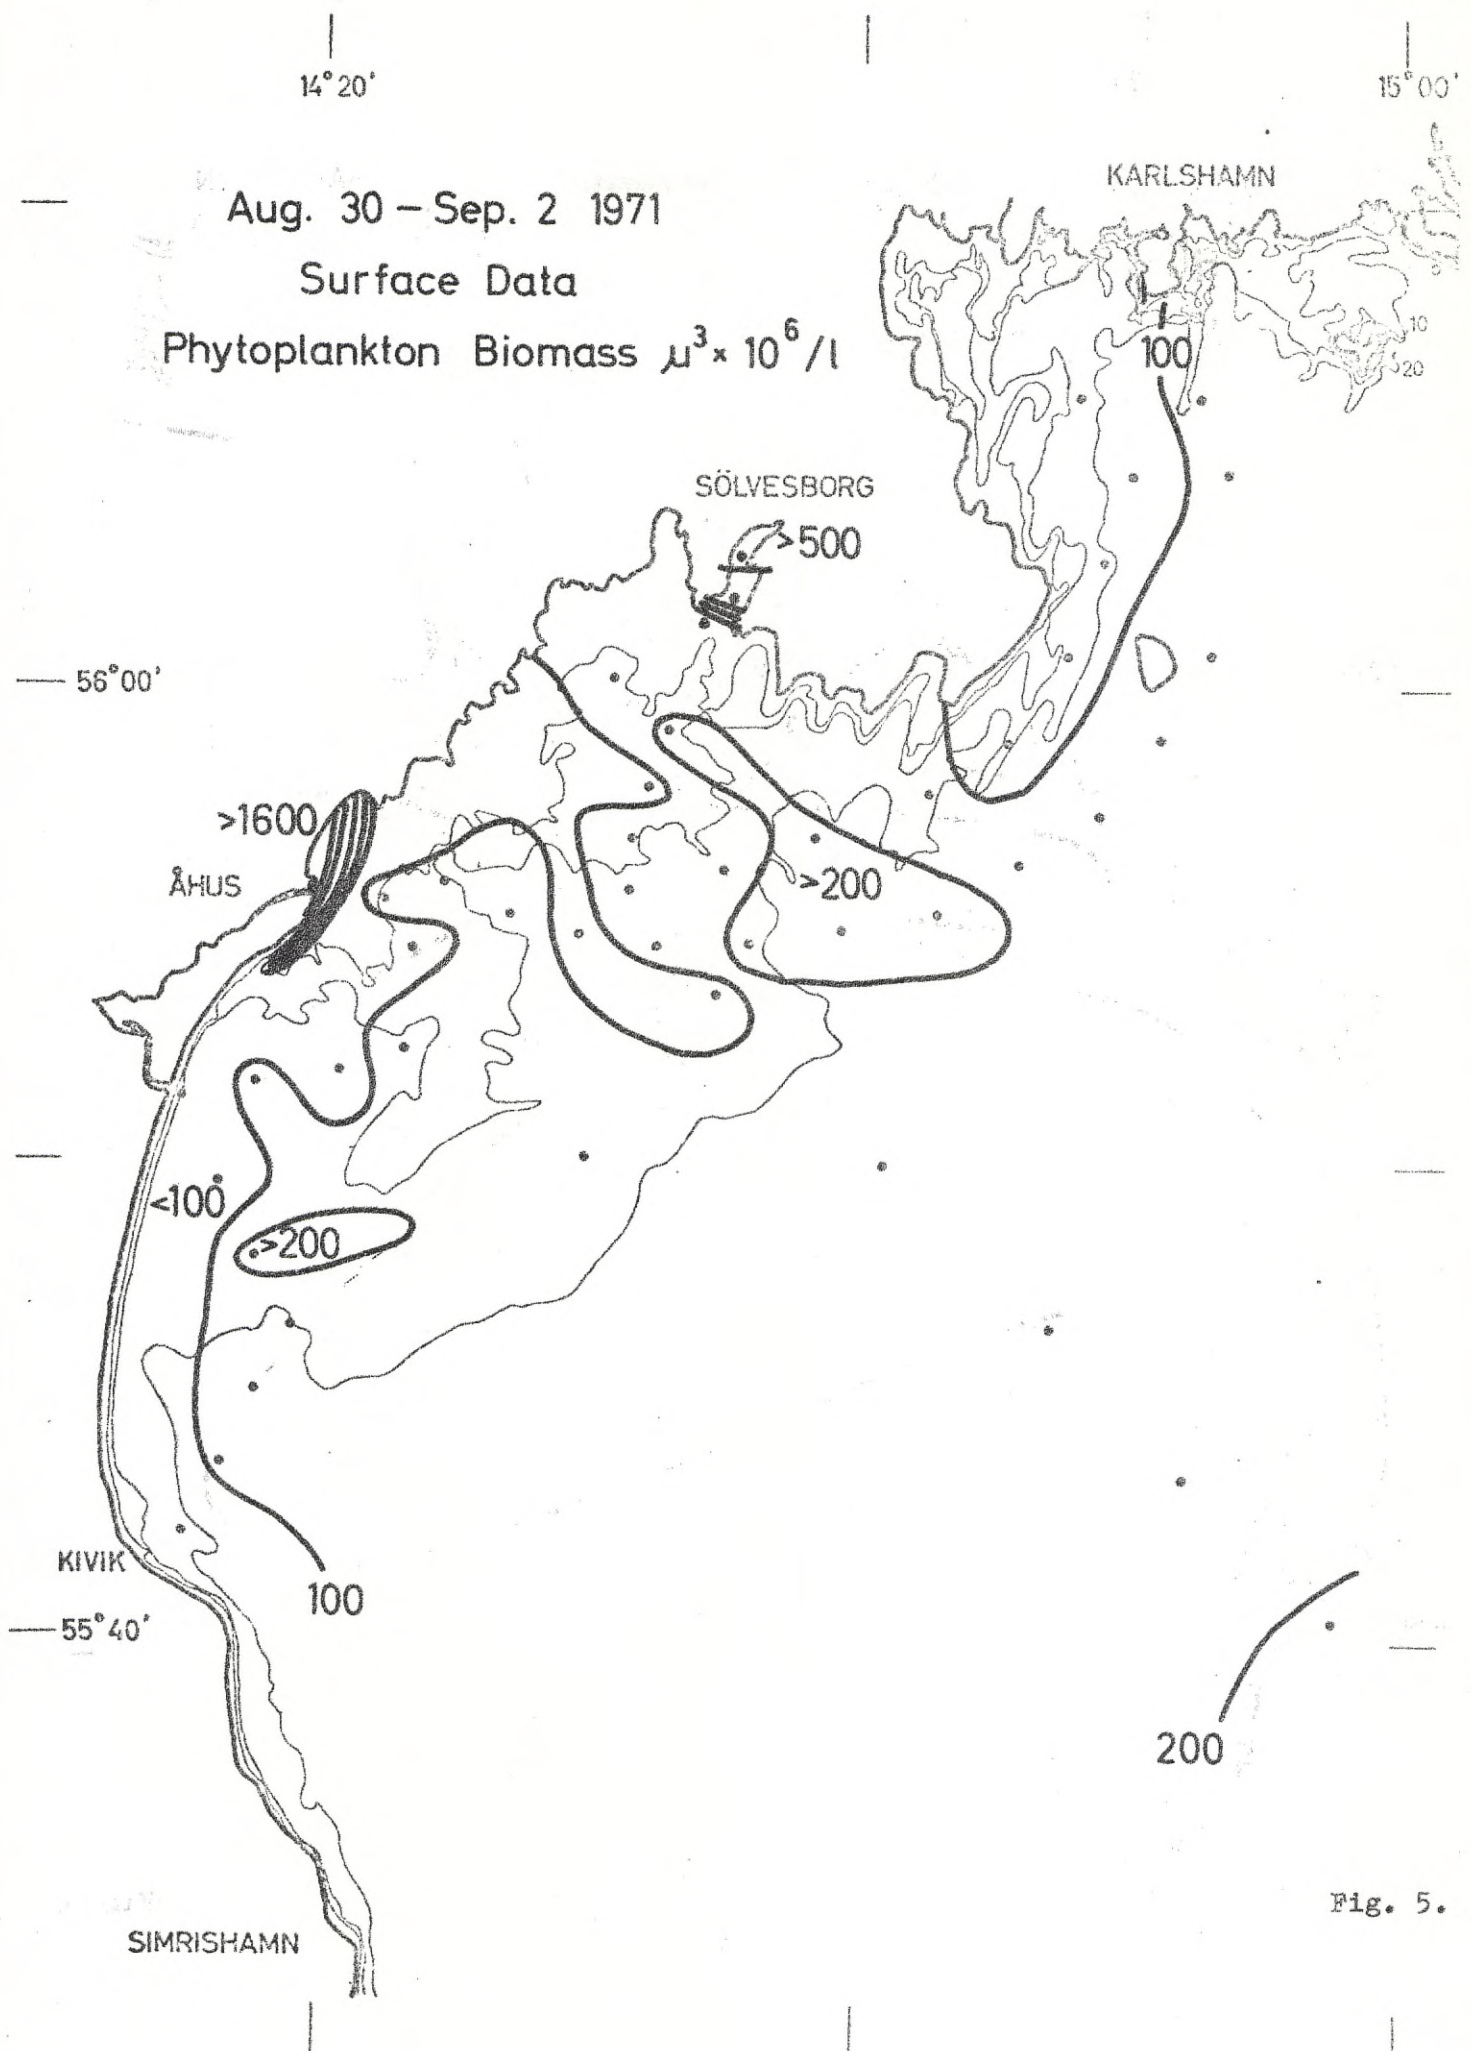 14°20'
15°00'
KARLSHAMN
Aug. 30 – Sep. 2 1971
Surface Data
Phytoplankton Biomass μ³ × 10⁶/l
10
100
20
SÖLVESBORG
>500
56°00'
>1600
ÅHUS
>200
<100
>200
KIVIK
100
55°40'
200
Fig. 5.
SIMRISHAMN